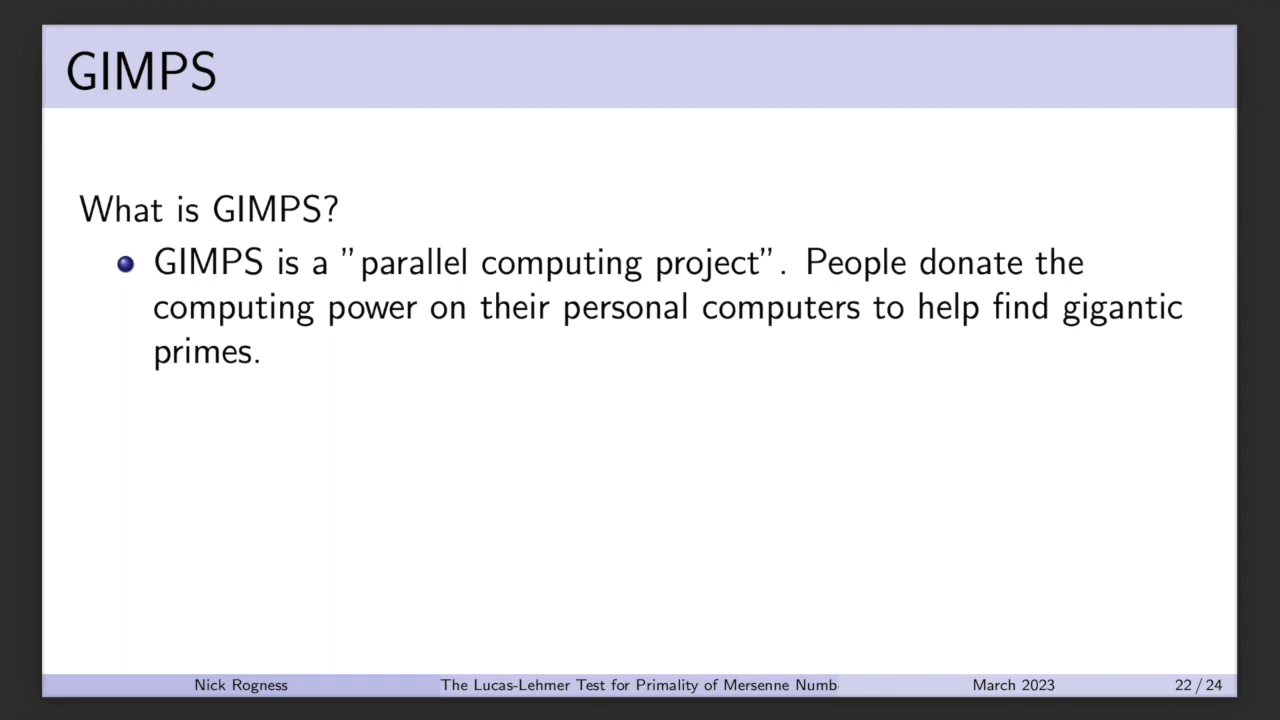 GIMPS
What is GIMPS?
GIMPS is a ”parallel computing project”. People donate the
computing power on their personal computers to help find gigantic
primes.
Nick Rogness
The Lucas-Lehmer Test for Primality of Mersenne Numb
March 2023
22 / 24